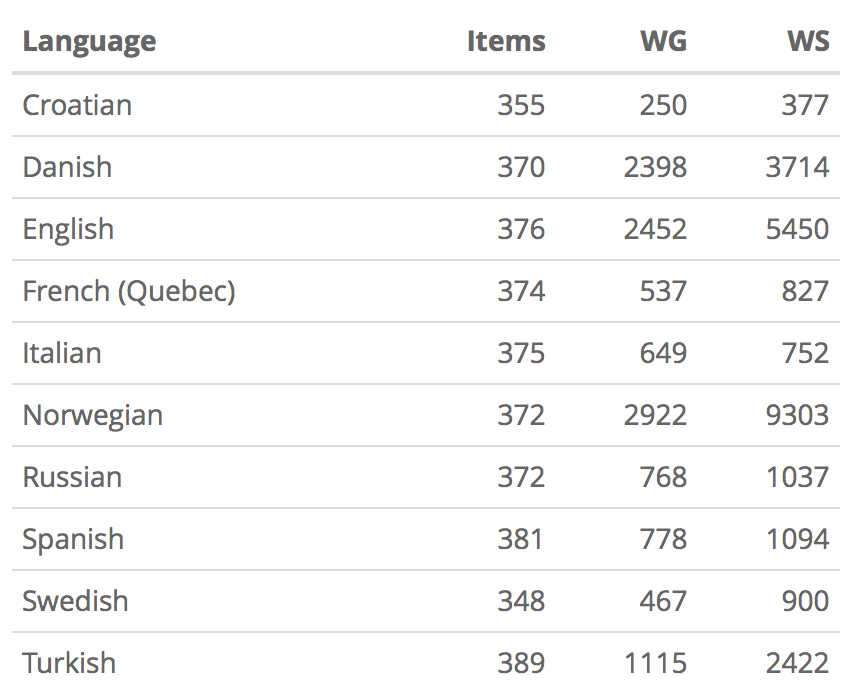 Language Items WG WS
Croatian 355 250 377
Danish 370 2398 3714
English 376 2452 5450
French (Quebec) 374 537 827
Italian 375 649 752
Norwegian 372 2922 9303
Russian 372 768 1037
Spanish 381 778 1094
Swedish 348 467 900
Turkish 389 1115 2422